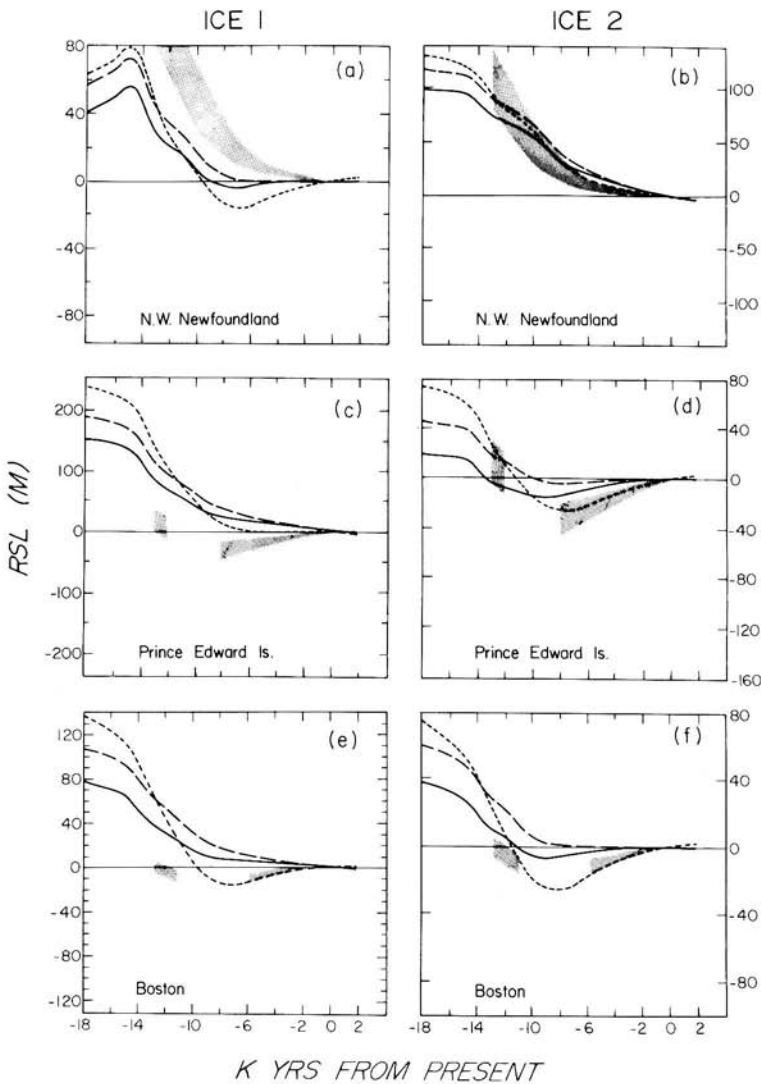 ICE 1 ICE 2
80 (a) (b)
40 100
0 50
-40 0
-80 -50
N.W. Newfoundland N.W. Newfoundland -100
200 (c) (d) 80
100 40
0 0
-100 -40
-200 -80
Prince Edward Is. Prince Edward Is. -120
-160
RSL (M)
120 (e) (f) 80
80 40
40 0
0 -40
-40 -80
-80
-120 Boston Boston
-18 -14 -10 -6 -2 2 -18 -14 -10 -6 -2 2
K YRS FROM PRESENT